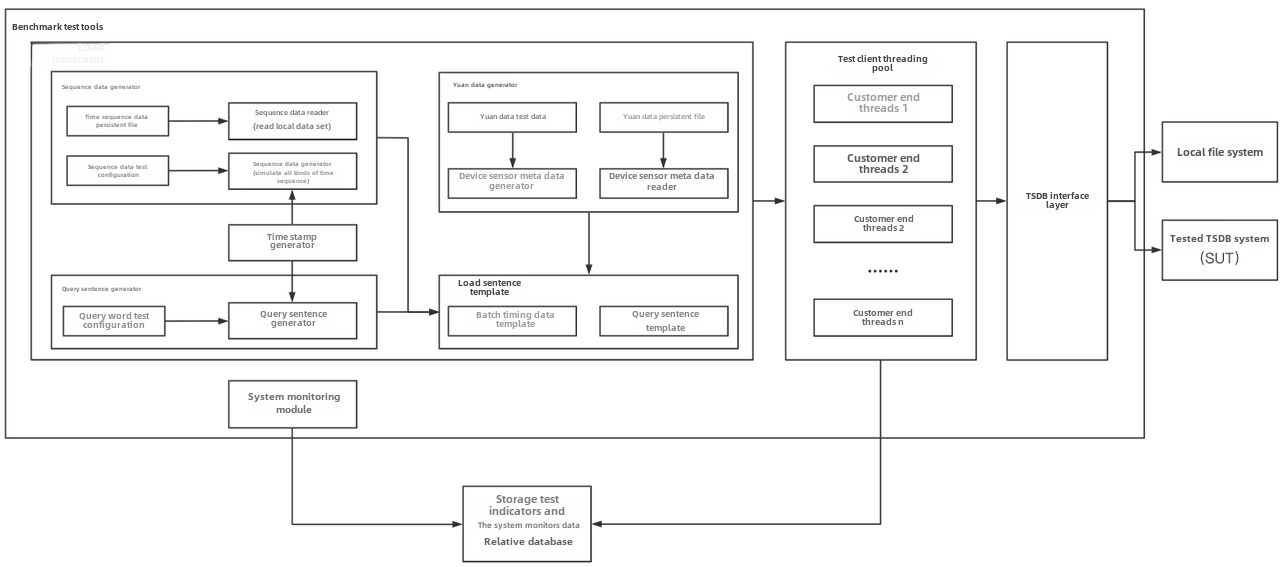 Benchmark test tools
Load
generator
Sequence data generator
Time sequence data
persistent file
Sequence data reader
(read local data set)
Sequence data test
configuration
Sequence data generator
(simulate all kinds of time
sequence)
Time stamp
generator
Query sentence generator
Query word test
configuration
Query sentence
generator
Yuan data generator
Yuan data test data
Yuan data persistent file
Device sensor meta data
generator
Device sensor meta data
reader
Load sentence
template
Batch timing data
template
Query sentence
template
Test client threading
pool
Customer end
threads 1
Customer end
threads 2
Customer end
threads 2
......
Customer end
threads n
TSDB interface
layer
Local file system
Tested TSDB system
(SUT)
System monitoring
module
Storage test
indicators and
The system monitors data
Relative database